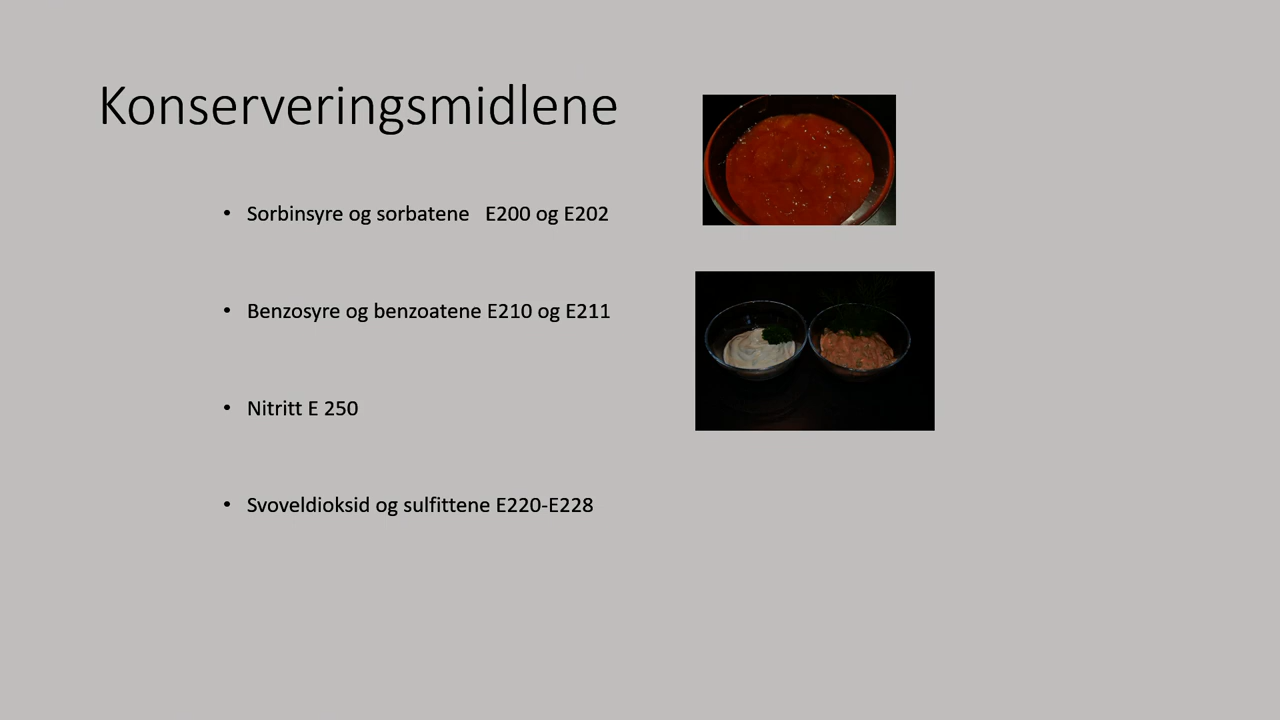 Konserveringsmidlene
• Sorbinsyre og sorbatene E200 og E202
• Benzosyre og benzoatene E210 og E211
• Nitritt E 250
• Svoveldioksid og sulfittene E220-E228